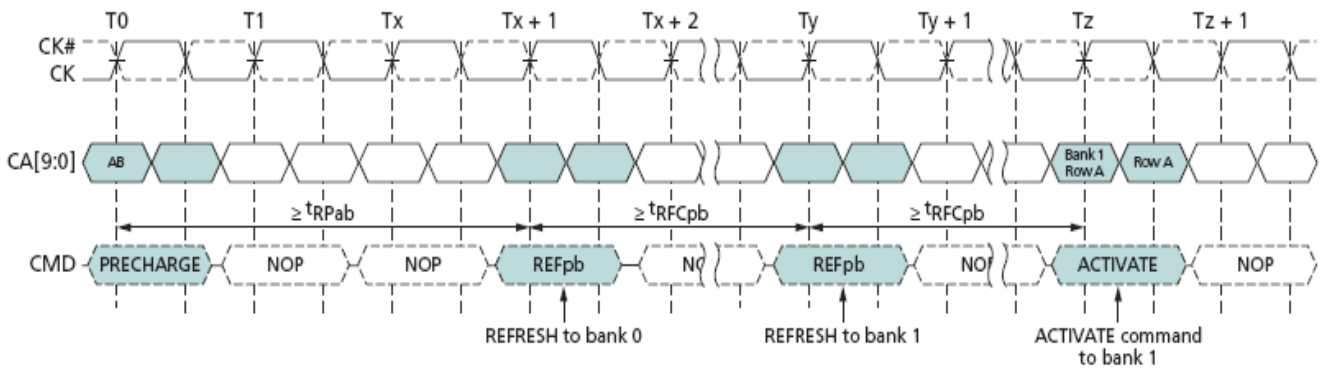 T0 T1 Tx Tx + 1 Tx + 2 Ty Ty + 1 Tz Tz + 1
CK#
CK
CA[9:0] AB Bank 1 Row A Row A
≥ tRPab ≥ tRFCpb ≥ tRFCpb
CMD PRECHARGE NOP NOP REFpb NO REFpb NOP ACTIVATE NOP
REFRESH to bank 0 REFRESH to bank 1 ACTIVATE command
to bank 1